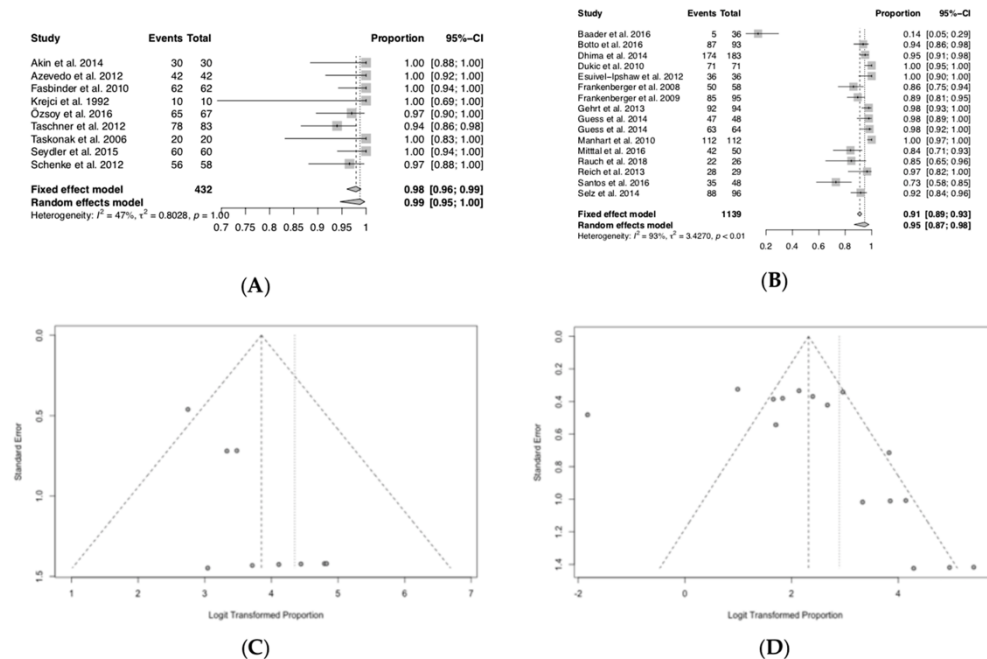 Study Events Total Proportion 95%−CI
Akin et al. 2014 30 30 1.00 [0.88; 1.00]
Azevedo et al. 2012 42 42 1.00 [0.92; 1.00]
Fasbinder et al. 2010 62 62 1.00 [0.94; 1.00]
Krejci et al. 1992 10 10 1.00 [0.69; 1.00]
Özsoy et al. 2016 65 67 0.97 [0.90; 1.00]
Taschner et al. 2012 78 83 0.94 [0.86; 0.98]
Taskonak et al. 2006 20 20 1.00 [0.83; 1.00]
Seydler et al. 2015 60 60 1.00 [0.94; 1.00]
Schenke et al. 2012 56 58 0.97 [0.88; 1.00]
Fixed effect model 432 0.98 [0.96; 0.99]
Random effects model 0.99 [0.95; 1.00]
Heterogeneity: I² = 47%, τ² = 0.8028, p = 1.00
0.7 0.75 0.8 0.85 0.9 0.95 1
(A)
Study Events Total Proportion 95%−CI
Baader et al. 2016 5 36 0.14 [0.05; 0.29]
Botto et al. 2016 87 93 0.94 [0.86; 0.98]
Dhima et al. 2014 174 183 0.95 [0.91; 0.98]
Dukic et al. 2010 71 71 1.00 [0.95; 1.00]
Esuivel−Ipshaw et al. 2012 36 36 1.00 [0.90; 1.00]
Frankenberger et al. 2008 50 58 0.86 [0.75; 0.94]
Frankenberger et al. 2009 85 95 0.89 [0.81; 0.95]
Gehrt et al. 2013 92 94 0.98 [0.93; 1.00]
Guess et al. 2014 47 48 0.98 [0.89; 1.00]
Guess et al. 2014 63 64 0.98 [0.92; 1.00]
Manhart et al. 2010 112 112 1.00 [0.97; 1.00]
Mittal et al. 2016 42 50 0.84 [0.71; 0.93]
Rauch et al. 2018 22 26 0.85 [0.65; 0.96]
Reich et al. 2013 28 29 0.97 [0.82; 1.00]
Santos et al. 2016 35 48 0.73 [0.58; 0.85]
Selz et al. 2014 88 96 0.92 [0.84; 0.96]
Fixed effect model 1139 0.91 [0.89; 0.93]
Random effects model 0.95 [0.87; 0.98]
Heterogeneity: I² = 93%, τ² = 3.4270, p < 0.01
0.2 0.4 0.6 0.8 1
(B)
Standard Error
0.0
0.5
1.0
1.5
1 2 3 4 5 6 7
Logit Transformed Proportion
(C)
Standard Error
0.0
0.2
0.4
0.6
0.8
1.0
1.2
1.4
-2 0 2 4
Logit Transformed Proportion
(D)